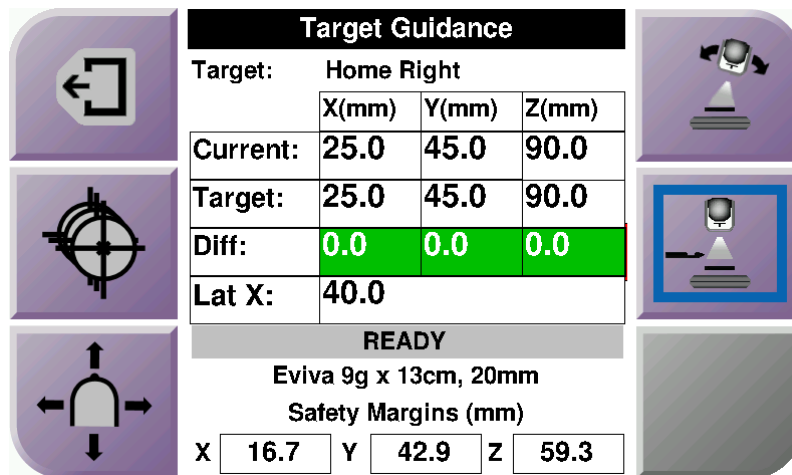 Target Guidance
Target: Home Right
X(mm) Y(mm) Z(mm)
Current: 25.0 45.0 90.0
Target: 25.0 45.0 90.0
Diff: 0.0 0.0 0.0
Lat X: 40.0
READY
Eviva 9g x 13cm, 20mm
Safety Margins (mm)
X 16.7 Y 42.9 Z 59.3